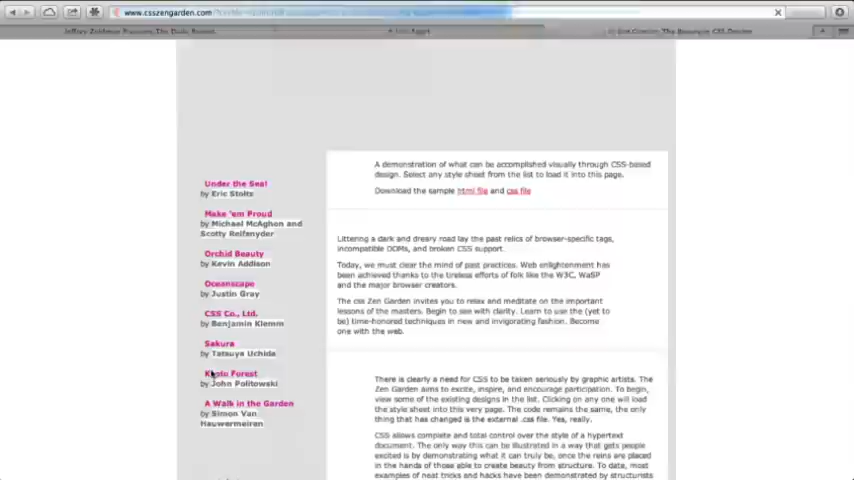 www.csszengarden.com
Jeffrey Zeldman Presents The Daily Report
The Beauty of CSS Design
Under the Sea!
by Eric Stoltz
Make 'em Proud
by Michael McAghon and
Scotty Reifsnyder
Orchid Beauty
by Kevin Addison
Oceanscape
by Justin Gray
CSS Co., Ltd.
by Benjamin Klemm
Sakura
by Tatsuya Uchida
Kyoto Forest
by John Politowski
A Walk in the Garden
by Simon Van
Hauwermeiren
A demonstration of what can be accomplished visually through CSS-based
design. Select any style sheet from the list to load it into this page.
Download the sample html file and css file
Littering a dark and dreary road lay the past relics of browser-specific tags,
incompatible DOMs, and broken CSS support.
Today, we must clear the mind of past practices. Web enlightenment has
been achieved thanks to the tireless efforts of folk like the W3C, WaSP
and the major browser creators.
The css Zen Garden invites you to relax and meditate on the important
lessons of the masters. Begin to see with clarity. Learn to use the (yet to
be) time-honored techniques in new and invigorating fashion. Become
one with the web.
There is clearly a need for CSS to be taken seriously by graphic artists. The
Zen Garden aims to excite, inspire, and encourage participation. To begin,
view some of the existing designs in the list. Clicking on any one will load
the style sheet into this very page. The code remains the same, the only
thing that has changed is the external .css file. Yes, really.
CSS allows complete and total control over the style of a hypertext
document. The only way this can be illustrated in a way that gets people
excited is by demonstrating what it can truly be, once the reins are placed
in the hands of those able to create beauty from structure. To date, most
examples of neat tricks and hacks have been demonstrated by structurists